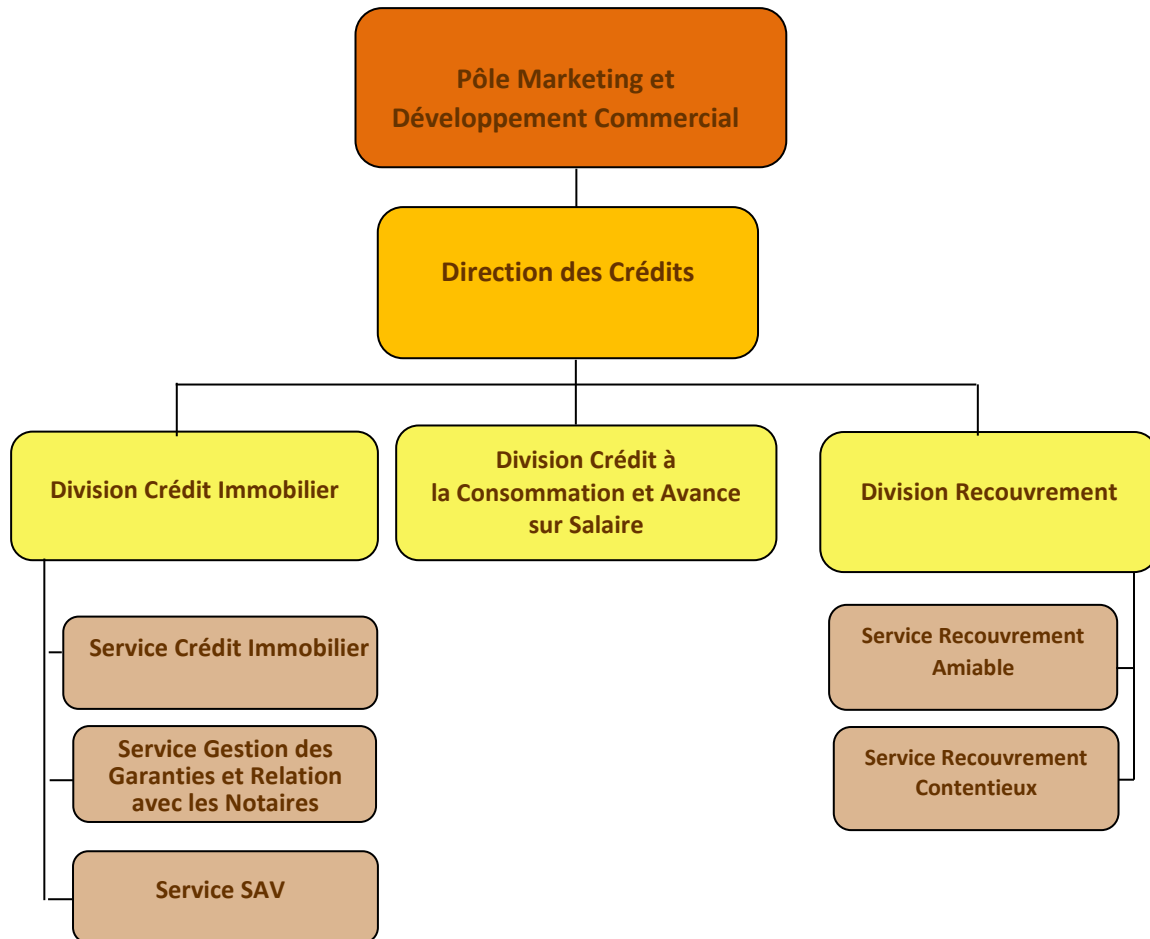 Pôle Marketing et
Développement Commercial
Direction des Crédits
Division Crédit Immobilier
Division Crédit à
la Consommation et Avance
sur Salaire
Division Recouvrement
Service Crédit Immobilier
Service Gestion des
Garanties et Relation
avec les Notaires
Service SAV
Service Recouvrement
Amiable
Service Recouvrement
Contentieux